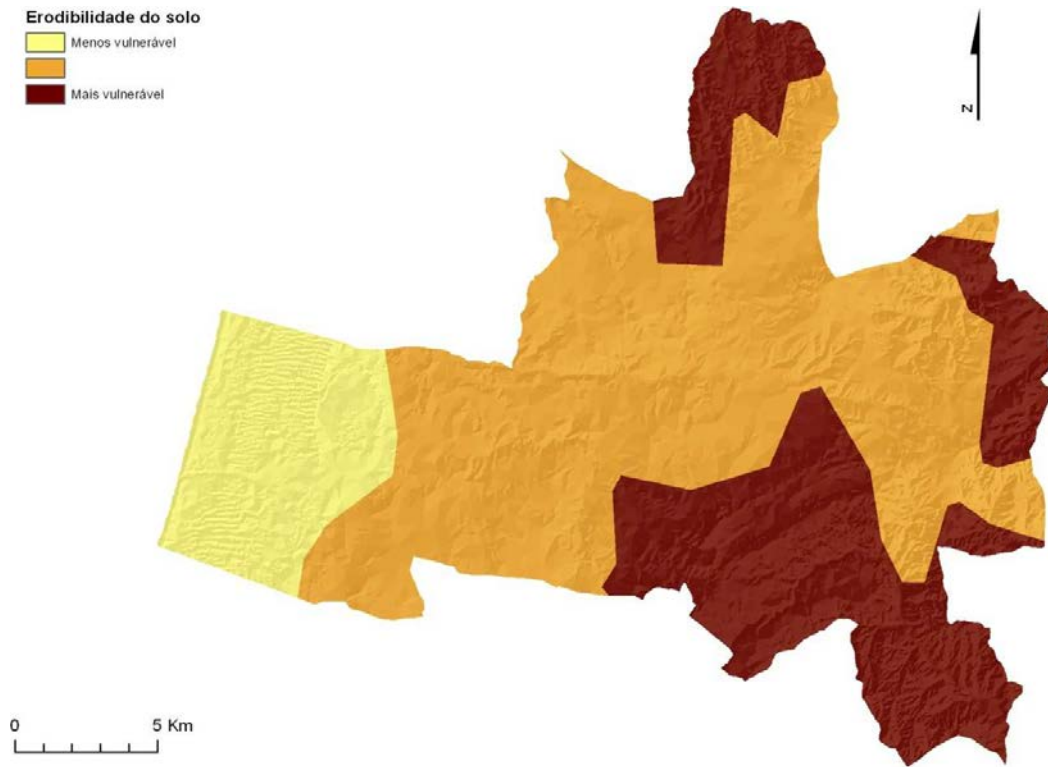 Erodibilidade do solo
Menos vulnerável
Mais vulnerável
N
0 5 Km